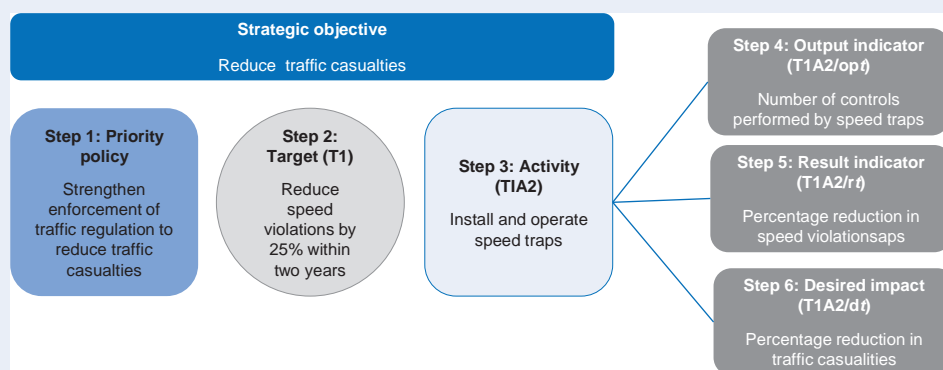 Strategic objective
Reduce traffic casualties
Step 1: Priority
policy
Strengthen
enforcement of
traffic regulation to
reduce traffic
casualties
Step 2:
Target (T1)
Reduce
speed
violations by
25% within
two years
Step 3: Activity
(TIA2)
Install and operate
speed traps
Step 4: Output indicator
(T1A2/opt)
Number of controls
performed by speed traps
Step 5: Result indicator
(T1A2/rt)
Percentage reduction in
speed violationsaps
Step 6: Desired impact
(T1A2/dt)
Percentage reduction in
traffic casualities